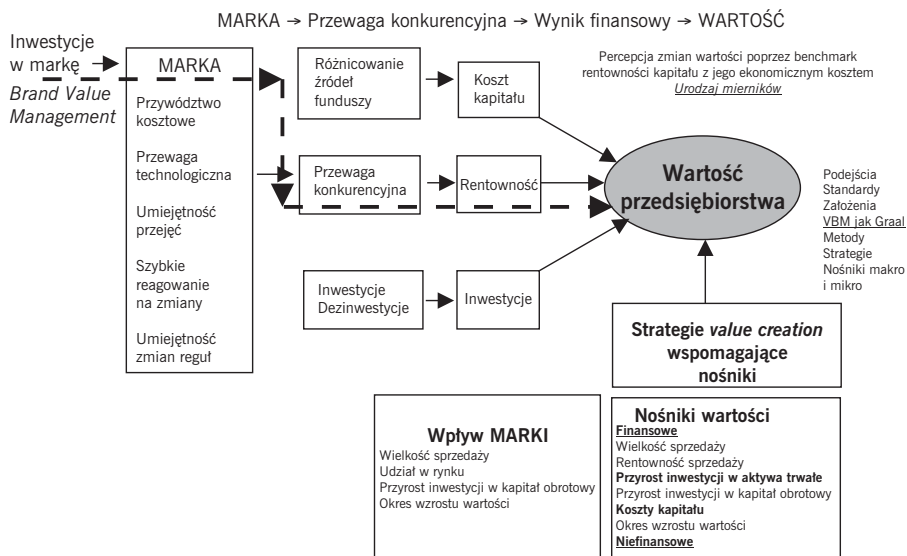 MARKA → Przewaga konkurencyjna → Wynik finansowy → WARTOŚĆ
Inwestycje
w markę
Brand Value
Management
MARKA
Przywództwo
kosztowe
Przewaga
technologiczna
Umiejętność
przejęć
Szybkie
reagowanie
na zmiany
Umiejętność
zmian reguł
Różnicowanie
źródeł
funduszy
Koszt
kapitału
Przewaga
konkurencyjna
Rentowność
Inwestycje
Dezinwestycje
Inwestycje
Percepcja zmian wartości poprzez benchmark
rentowności kapitału z jego ekonomicznym kosztem
Urodzaj mierników
Wartość
przedsiębiorstwa
Podejścia
Standardy
Założenia
VBM jak Graal
Metody
Strategie
Nośniki makro
i mikro
Strategie value creation
wspomagające
nośniki
Wpływ MARKI
Wielkość sprzedaży
Udział w rynku
Przyrost inwestycji w kapitał obrotowy
Okres wzrostu wartości
Nośniki wartości
Finansowe
Wielkość sprzedaży
Rentowność sprzedaży
Przyrost inwestycji w aktywa trwałe
Przyrost inwestycji w kapitał obrotowy
Koszty kapitału
Okres wzrostu wartości
Niefinansowe